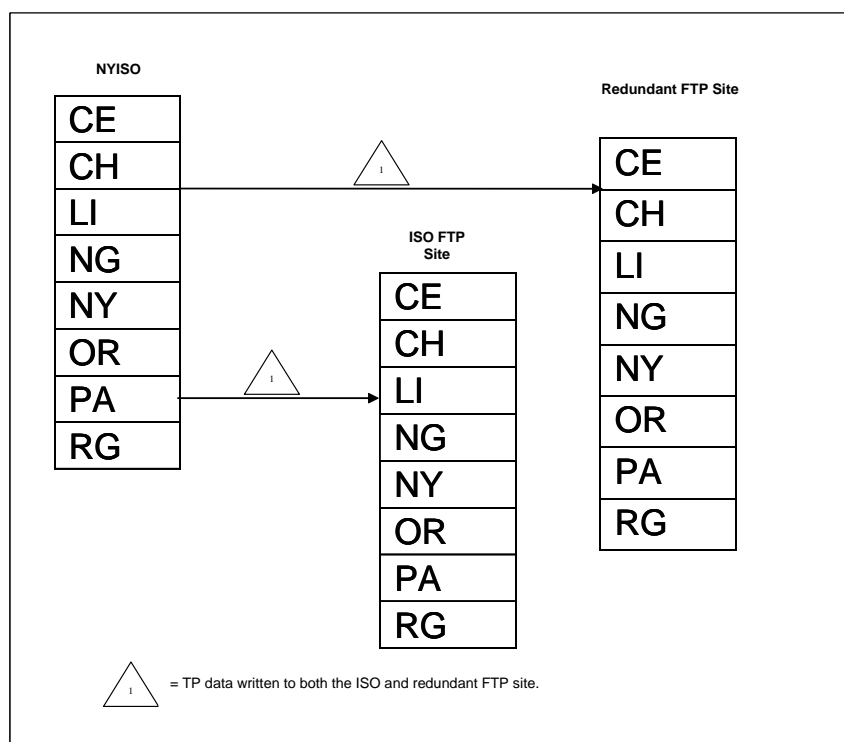 NYISO
CE
CH
LI
NG
NY
OR
PA
RG
1
1
ISO FTP
Site
CE
CH
LI
NG
NY
OR
PA
RG
Redundant FTP Site
CE
CH
LI
NG
NY
OR
PA
RG
1
= TP data written to both the ISO and redundant FTP site.